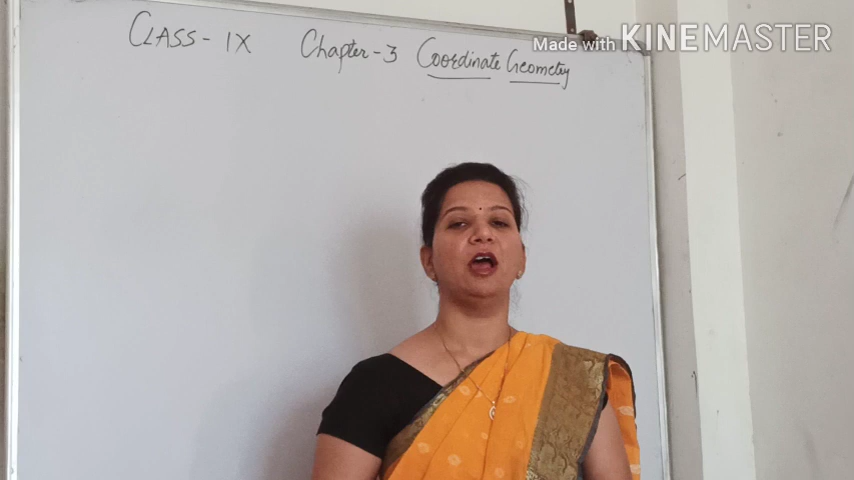 CLASS - IX Chapter - 3 Coordinate Geometry
Made with KINEMASTER